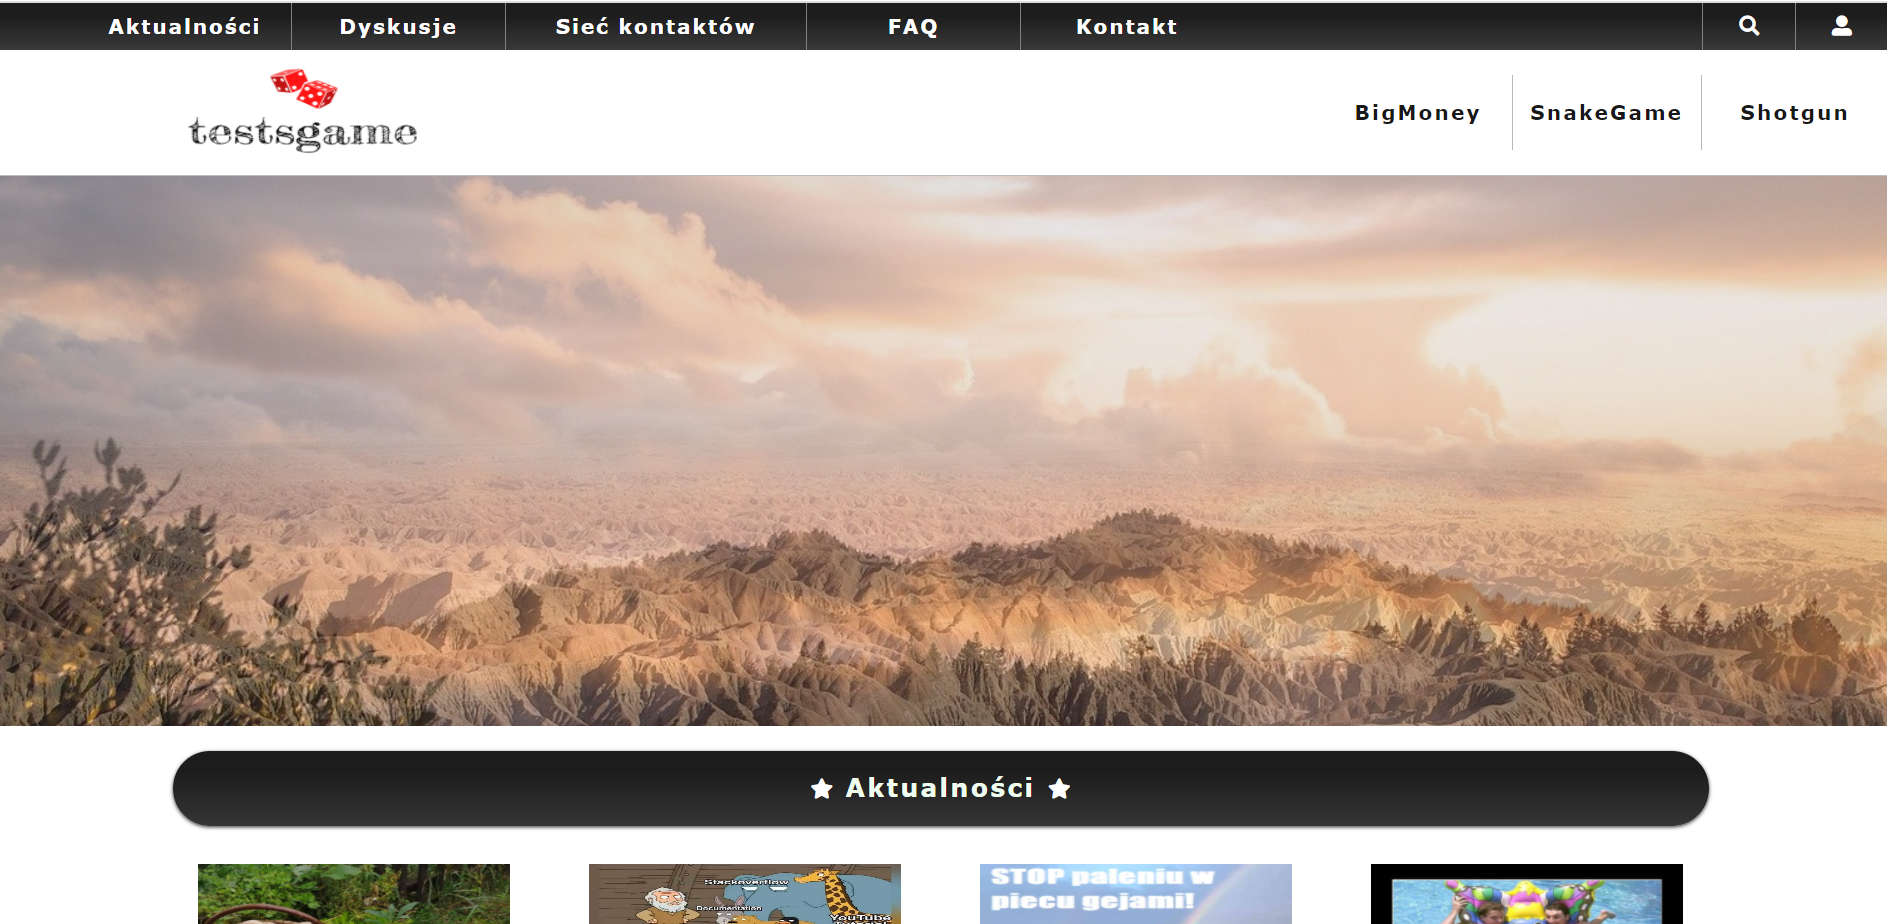 Aktualności Dyskusje Sieć kontaktów FAQ Kontakt
testsgame
BigMoney SnakeGame Shotgun
Aktualności
Stackoverflow
Documentation
YouTube
STOP paleniu w
piecu gejami!